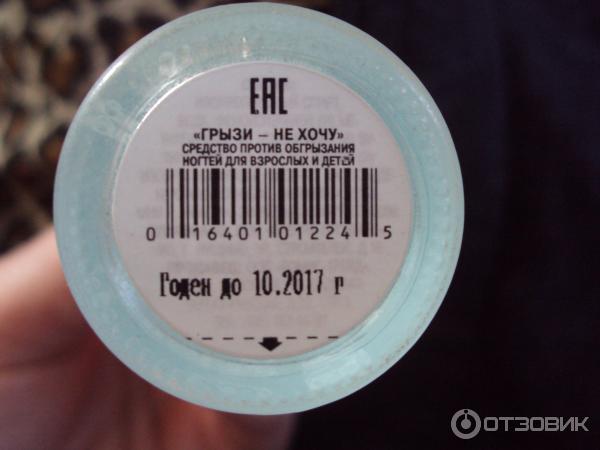 EAC
«ГРЫЗИ – НЕ ХОЧУ»
СРЕДСТВО ПРОТИВ ОБГРЫЗАНИЯ
НОГТЕЙ ДЛЯ ВЗРОСЛЫХ И ДЕТЕЙ
0 16401 01224 5
Годен до 10.2017 г
ОТЗОВИК